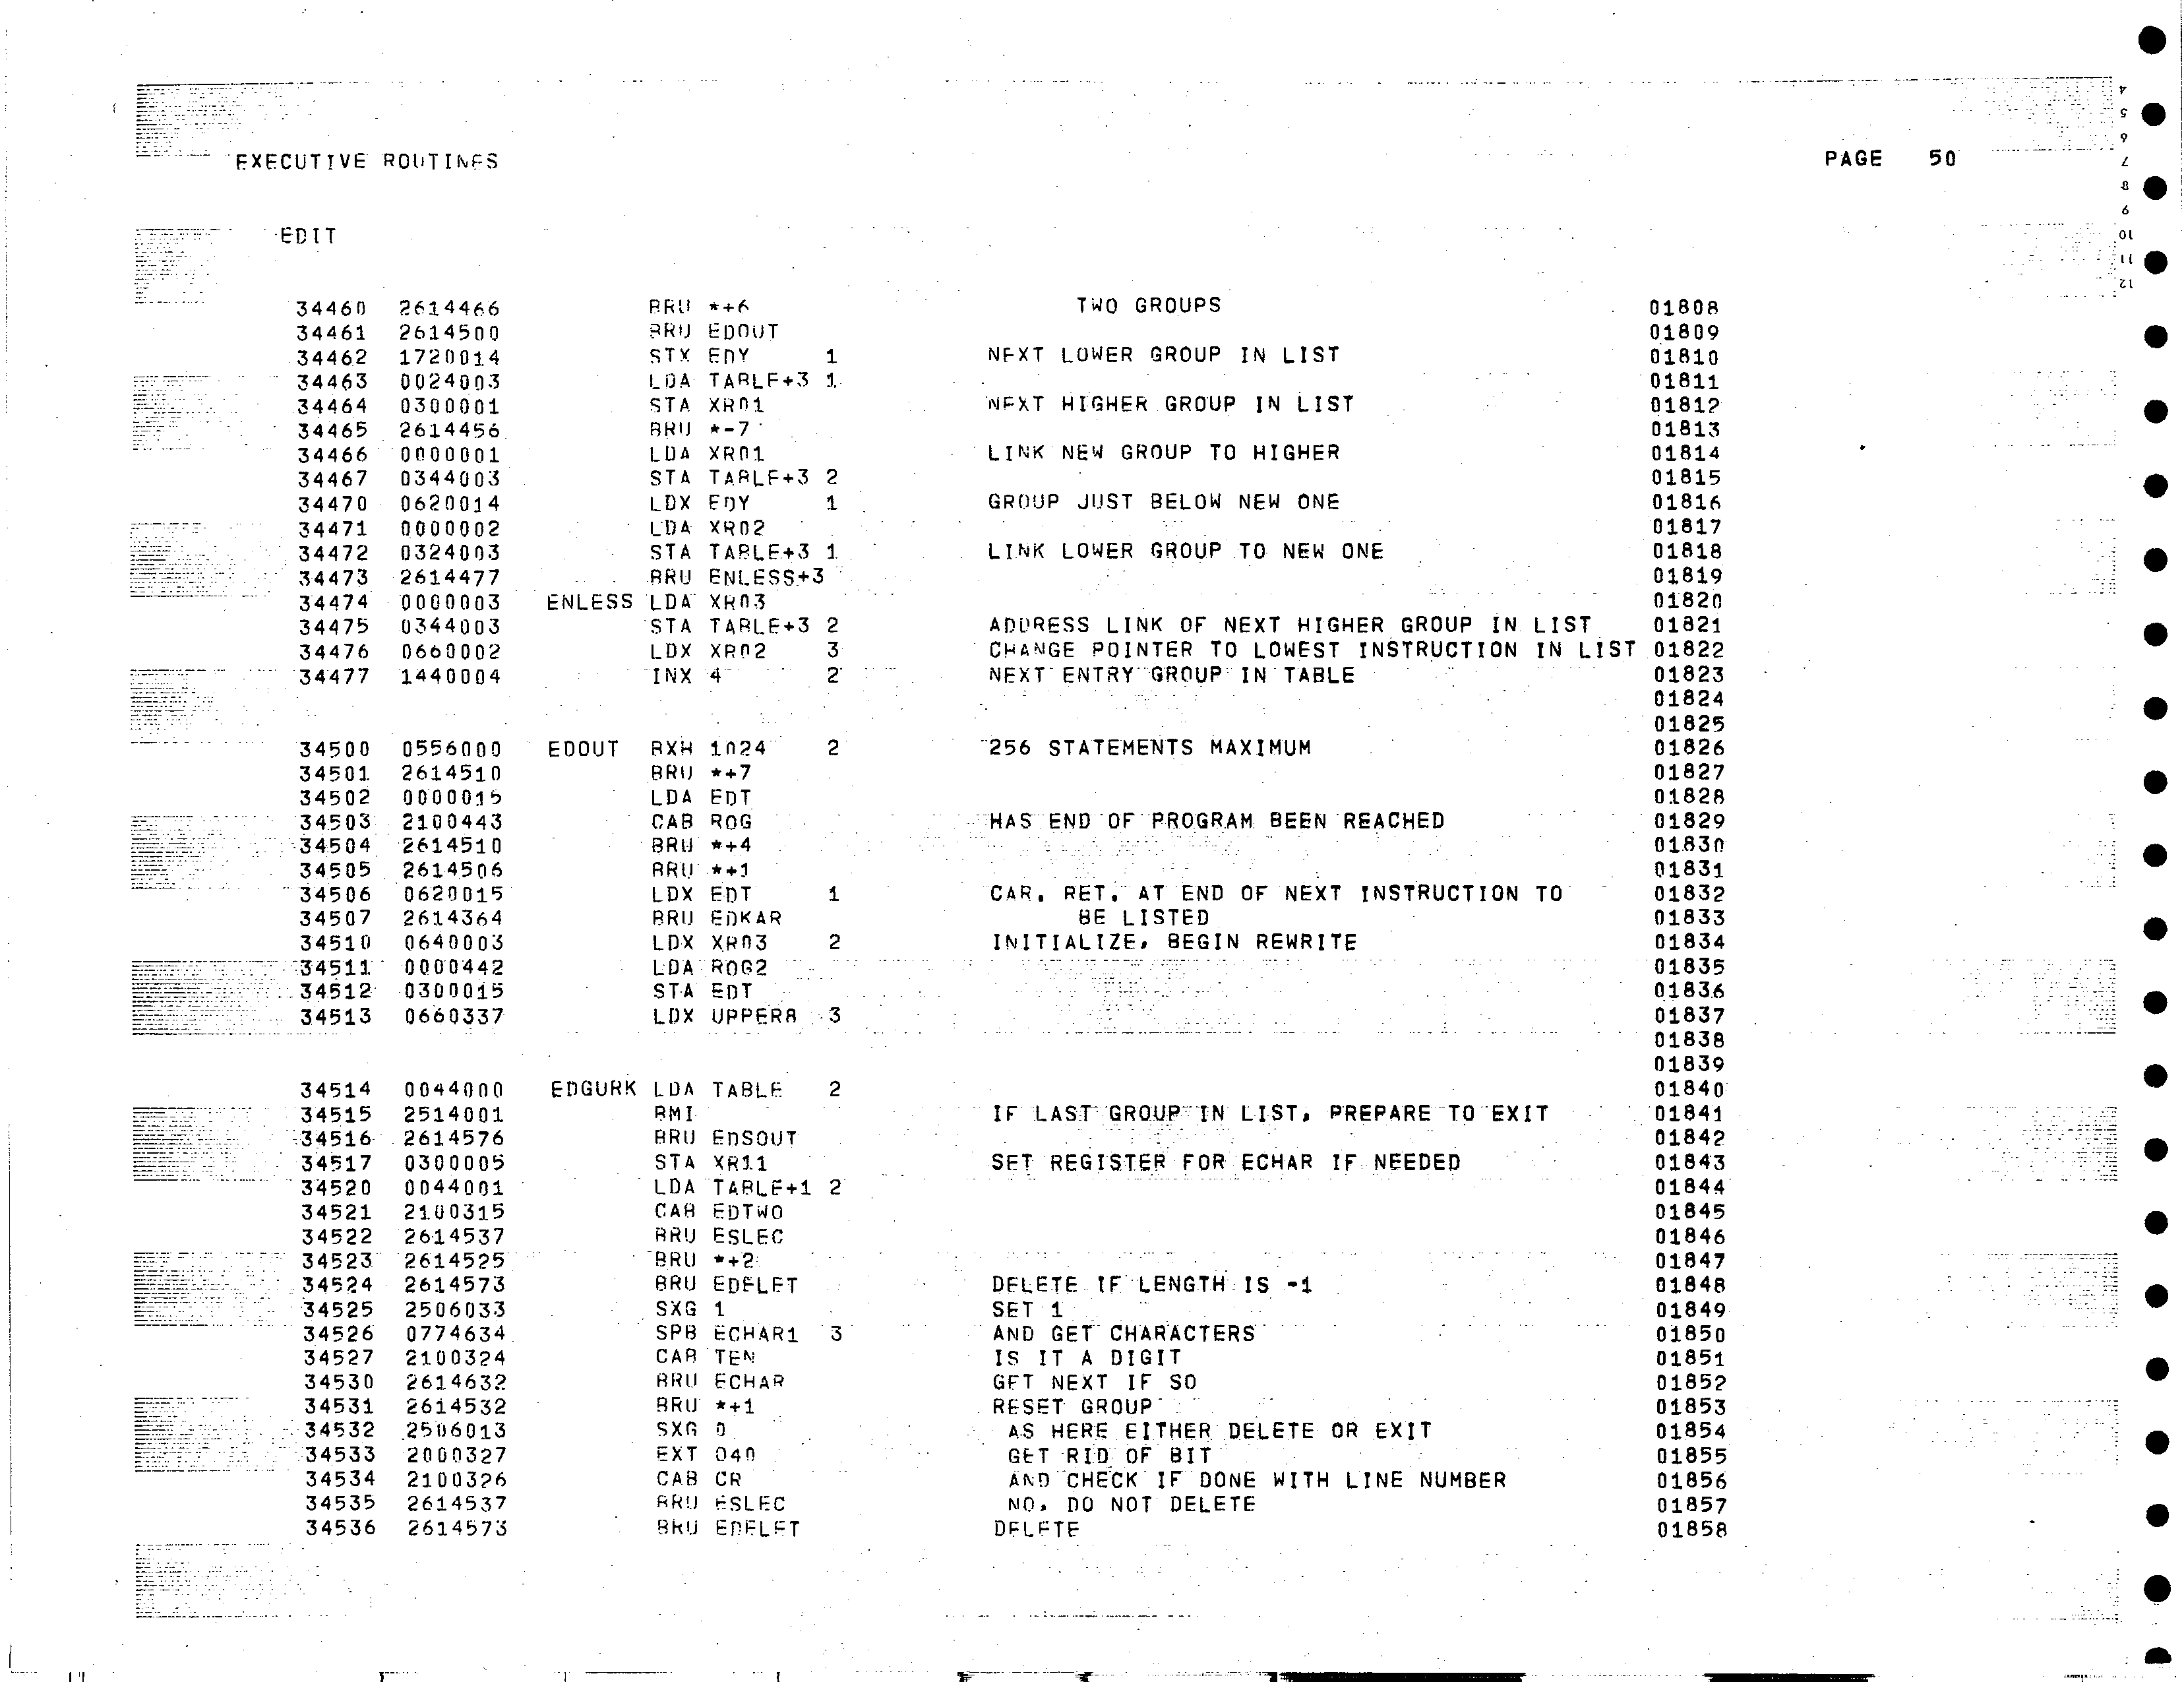 EXECUTIVE ROUTINES PAGE 50
EDIT
34460 2614466 BRU *+6 TWO GROUPS 01808
34461 2614500 BRU EDOUT 01809
34462 1720014 STX EDY 1 NEXT LOWER GROUP IN LIST 01810
34463 0024003 LDA TABLE+3 1 01811
34464 0300001 STA XR01 NEXT HIGHER GROUP IN LIST 01812
34465 2614456 BRU *-7 01813
34466 0000001 LDA XR01 LINK NEW GROUP TO HIGHER 01814
34467 0344003 STA TABLE+3 2 01815
34470 0620014 LDX EDY 1 GROUP JUST BELOW NEW ONE 01816
34471 0000002 LDA XR02 01817
34472 0324003 STA TABLE+3 1 LINK LOWER GROUP TO NEW ONE 01818
34473 2614477 BRU ENLESS+3 01819
34474 0000003 ENLESS LDA XR03 01820
34475 0344003 STA TABLE+3 2 ADDRESS LINK OF NEXT HIGHER GROUP IN LIST 01821
34476 0660002 LDX XR02 3 CHANGE POINTER TO LOWEST INSTRUCTION IN LIST 01822
34477 1440004 INX 4 2 NEXT ENTRY GROUP IN TABLE 01823
01824
01825
34500 0556000 EDOUT BXH 1024 2 256 STATEMENTS MAXIMUM 01826
34501 2614510 BRU *+7 01827
34502 0000015 LDA EDT 01828
34503 2100443 CAB ROG HAS END OF PROGRAM BEEN REACHED 01829
34504 2614510 BRU *+4 01830
34505 2614506 BRU *+1 01831
34506 0620015 LDX EDT 1 CAR. RET. AT END OF NEXT INSTRUCTION TO 01832
34507 2614364 BRU EDKAR BE LISTED 01833
34510 0640003 LDX XR03 2 INITIALIZE, BEGIN REWRITE 01834
34511 0000442 LDA ROG2 01835
34512 0300015 STA EDT 01836
34513 0660337 LDX UPPER8 3 01837
01838
01839
34514 0044000 EDGURK LDA TABLE 2 01840
34515 2514001 BMI IF LAST GROUP IN LIST, PREPARE TO EXIT 01841
34516 2614576 BRU EDSOUT 01842
34517 0300005 STA XR11 SET REGISTER FOR ECHAR IF NEEDED 01843
34520 0044001 LDA TABLE+1 2 01844
34521 2100315 CAB EDTWO 01845
34522 2614537 BRU ESLEC 01846
34523 2614525 BRU *+2 01847
34524 2614573 BRU EDELET DELETE IF LENGTH IS -1 01848
34525 2506033 SXG 1 SET 1 01849
34526 0774634 SPB ECHAR1 3 AND GET CHARACTERS 01850
34527 2100324 CAB TEN IS IT A DIGIT 01851
34530 2614632 BRU ECHAR GET NEXT IF SO 01852
34531 2614532 BRU *+1 RESET GROUP 01853
34532 2506013 SXG 0 AS HERE EITHER DELETE OR EXIT 01854
34533 2000327 EXT O40 GET RID OF BIT 01855
34534 2100326 CAB CR AND CHECK IF DONE WITH LINE NUMBER 01856
34535 2614537 BRU ESLEC NO, DO NOT DELETE 01857
34536 2614573 BRU EDELET DELETE 01858
4
5
6
7
8
9
10
11
12